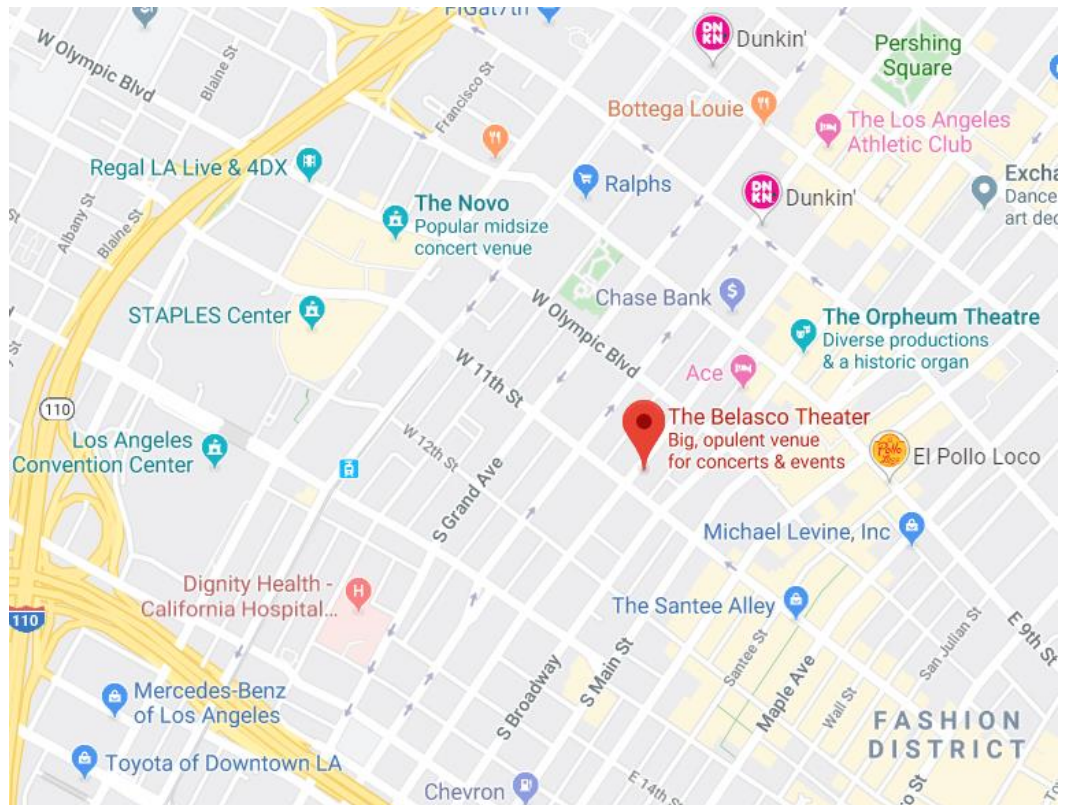 FIGat7th
W Olympic Blvd
Blaine St
Francisco St
DNKN'
Dunkin'
Pershing
Square
Bottega Louie
The Los Angeles
Athletic Club
Regal LA Live & 4DX
Ralphs
DNKN'
Dunkin'
Excha
Dance
art dec
The Novo
Popular midsize
concert venue
Albany St
Blaine St
STAPLES Center
W Olympic Blvd
Chase Bank
The Orpheum Theatre
Diverse productions
& a historic organ
W 11th St
Ace
110
Los Angeles
Convention Center
W 12th St
The Belasco Theater
Big, opulent venue
for concerts & events
El Pollo Loco
S Grand Ave
Michael Levine, Inc
Dignity Health -
California Hospital...
H
110
The Santee Alley
E 9th St
San Julian St
Santee St
S Main St
S Broadway
Maple Ave
Wall St
Mercedes-Benz
of Los Angeles
FASHION
DISTRICT
Toyota of Downtown LA
Chevron
E 14th St